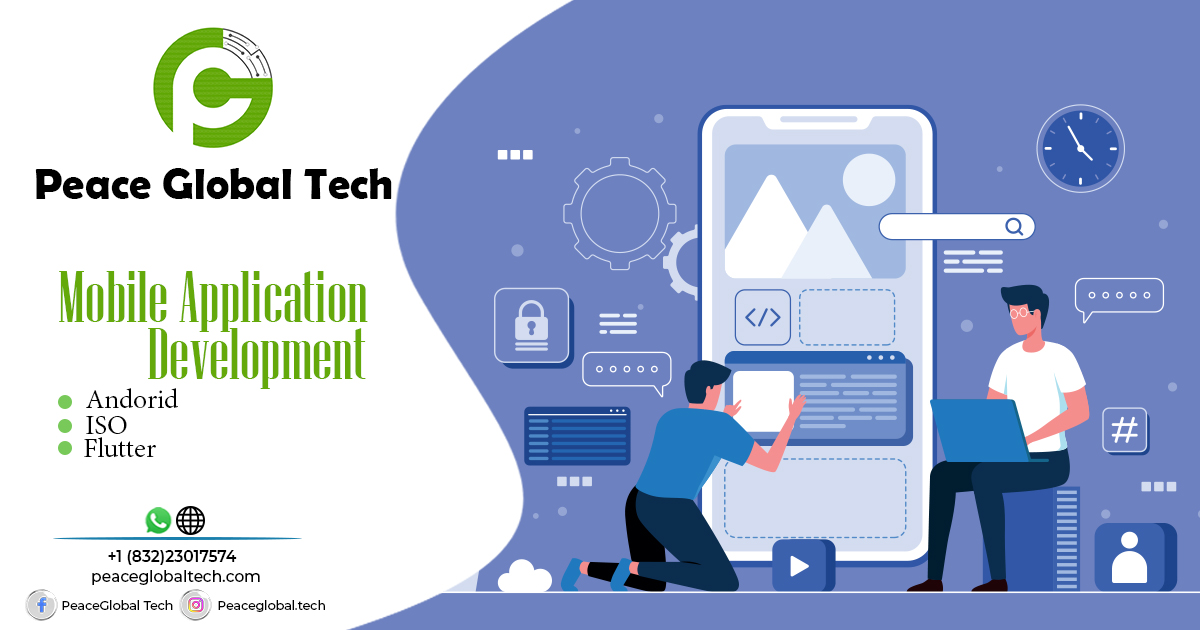 Peace Global Tech
Mobile Application
Development
Andorid
ISO
Flutter
+1 (832)23017574
peaceglobaltech.com
PeaceGlobal Tech
Peaceglobal.tech
</>
#